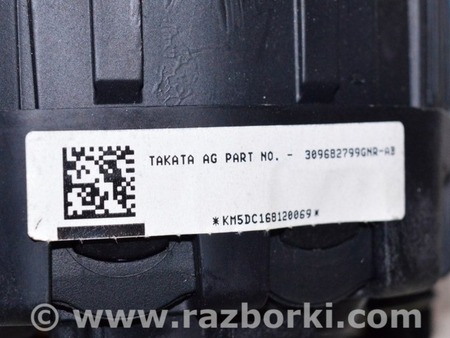 TAKATA AG PART NO. - 309682799GNR-AB
*KM5DC168120069*
© www.razborki.com